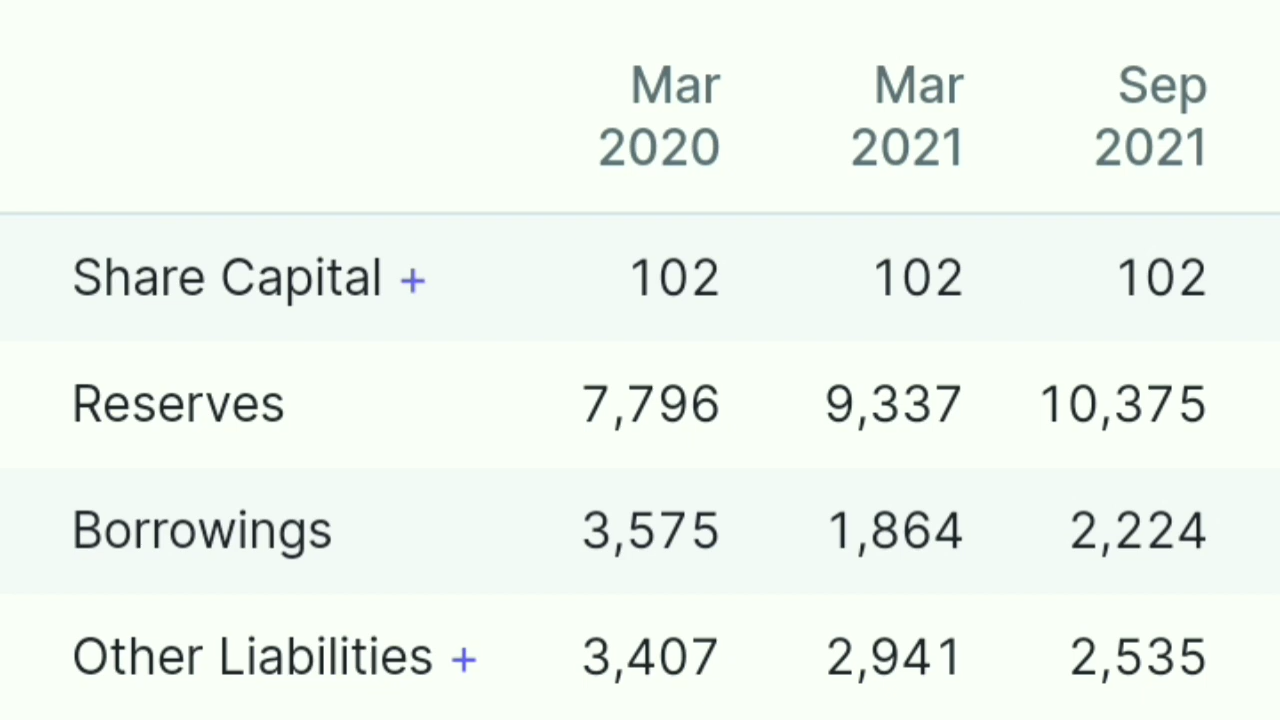 Mar Mar Sep
2020 2021 2021
Share Capital + 102 102 102
Reserves 7,796 9,337 10,375
Borrowings 3,575 1,864 2,224
Other Liabilities + 3,407 2,941 2,535